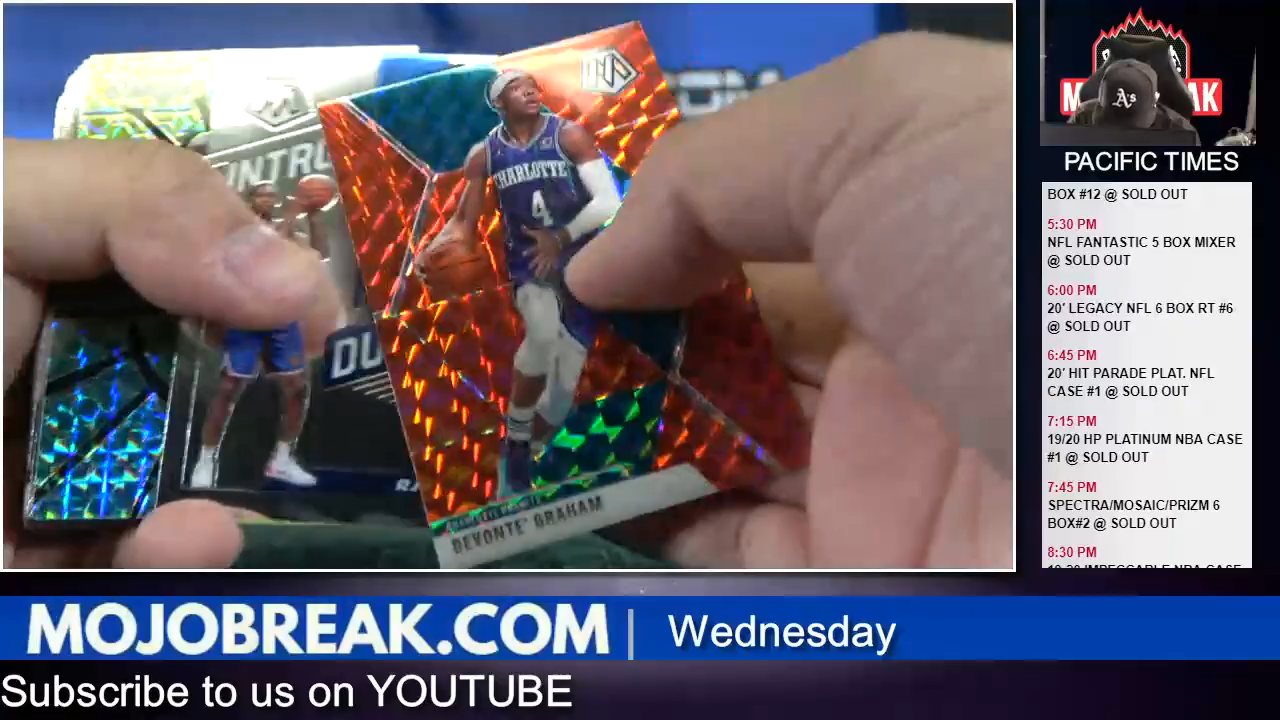 INTRO
DU
CHARLOTTE
4
DEVONTE' GRAHAM
A's
PACIFIC TIMES
BOX #12 @ SOLD OUT
5:30 PM
NFL FANTASTIC 5 BOX MIXER
@ SOLD OUT
6:00 PM
20' LEGACY NFL 6 BOX RT #6
@ SOLD OUT
6:45 PM
20' HIT PARADE PLAT. NFL
CASE #1 @ SOLD OUT
7:15 PM
19/20 HP PLATINUM NBA CASE
#1 @ SOLD OUT
7:45 PM
SPECTRA/MOSAIC/PRIZM 6
BOX#2 @ SOLD OUT
8:30 PM
MOJOBREAK.COM | Wednesday
Subscribe to us on YOUTUBE